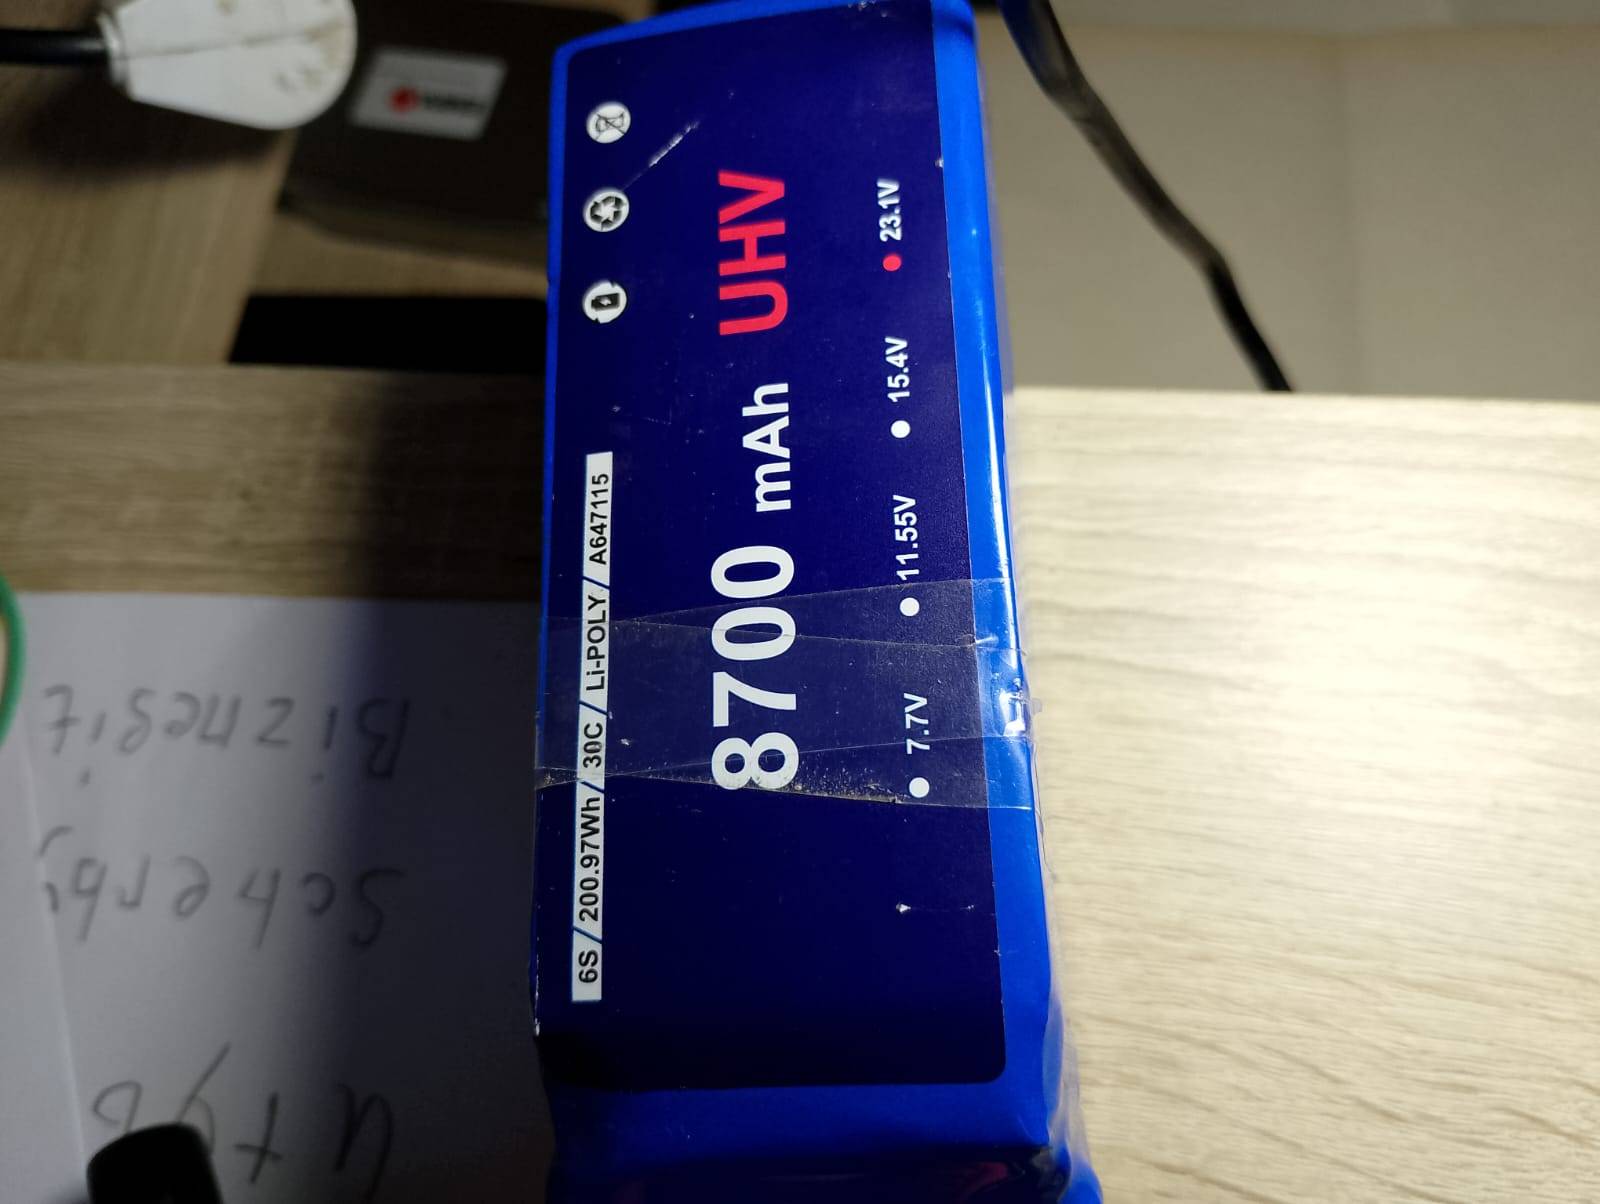 6S / 200.97Wh / 30C / Li-POLY / A647115
8700 mAh UHV
7.7V 11.55V 15.4V 23.1V
Biznesit